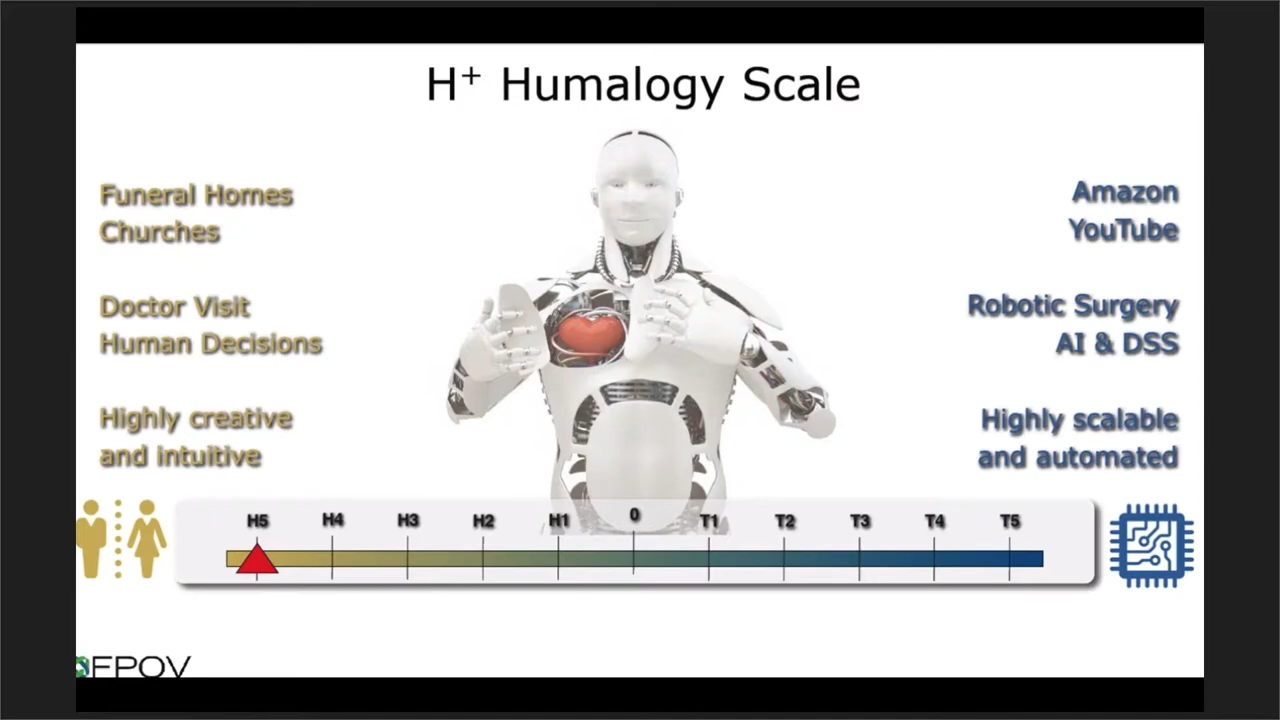 H+ Humalogy Scale
Funeral Homes
Churches
Doctor Visit
Human Decisions
Highly creative
and intuitive
Amazon
YouTube
Robotic Surgery
AI & DSS
Highly scalable
and automated
H5 H4 H3 H2 H1 0 T1 T2 T3 T4 T5
FPOV